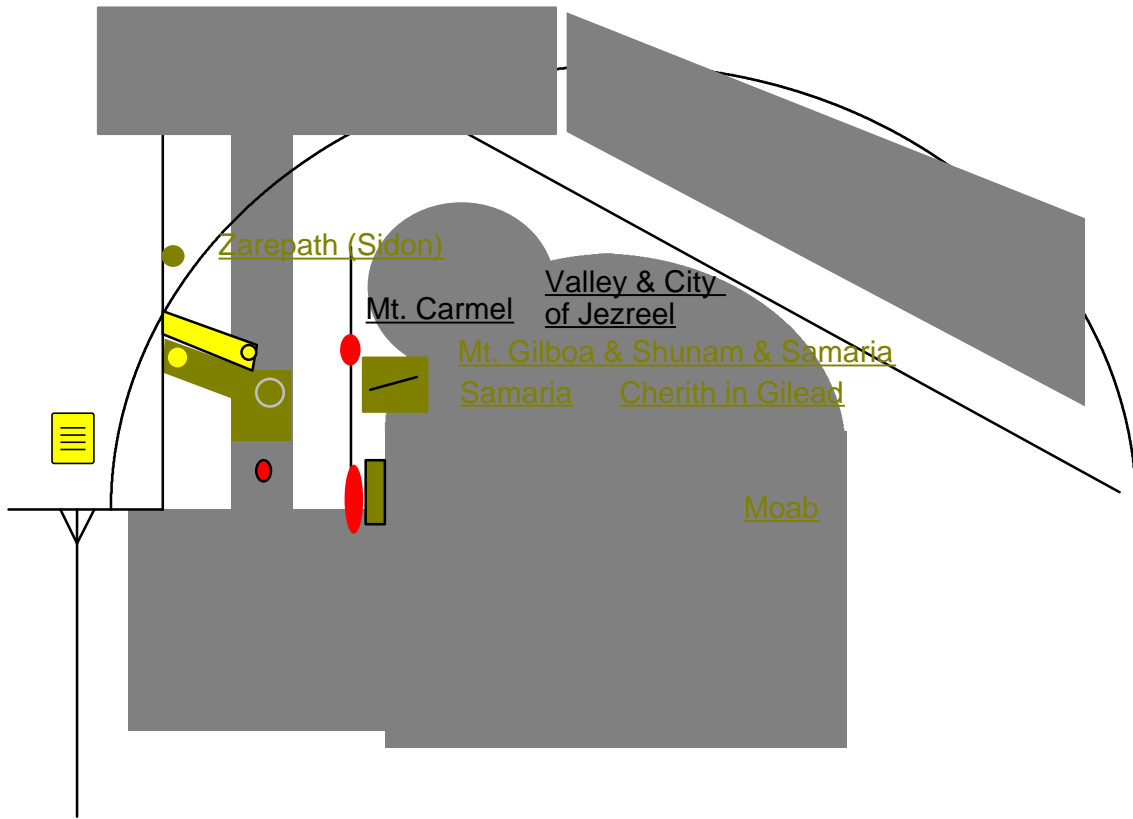 Zarepath (Sidon)
Valley & City
of Jezreel
Mt. Carmel
Mt. Gilboa & Shunam & Samaria
Samaria
Cherith in Gilead
Moab